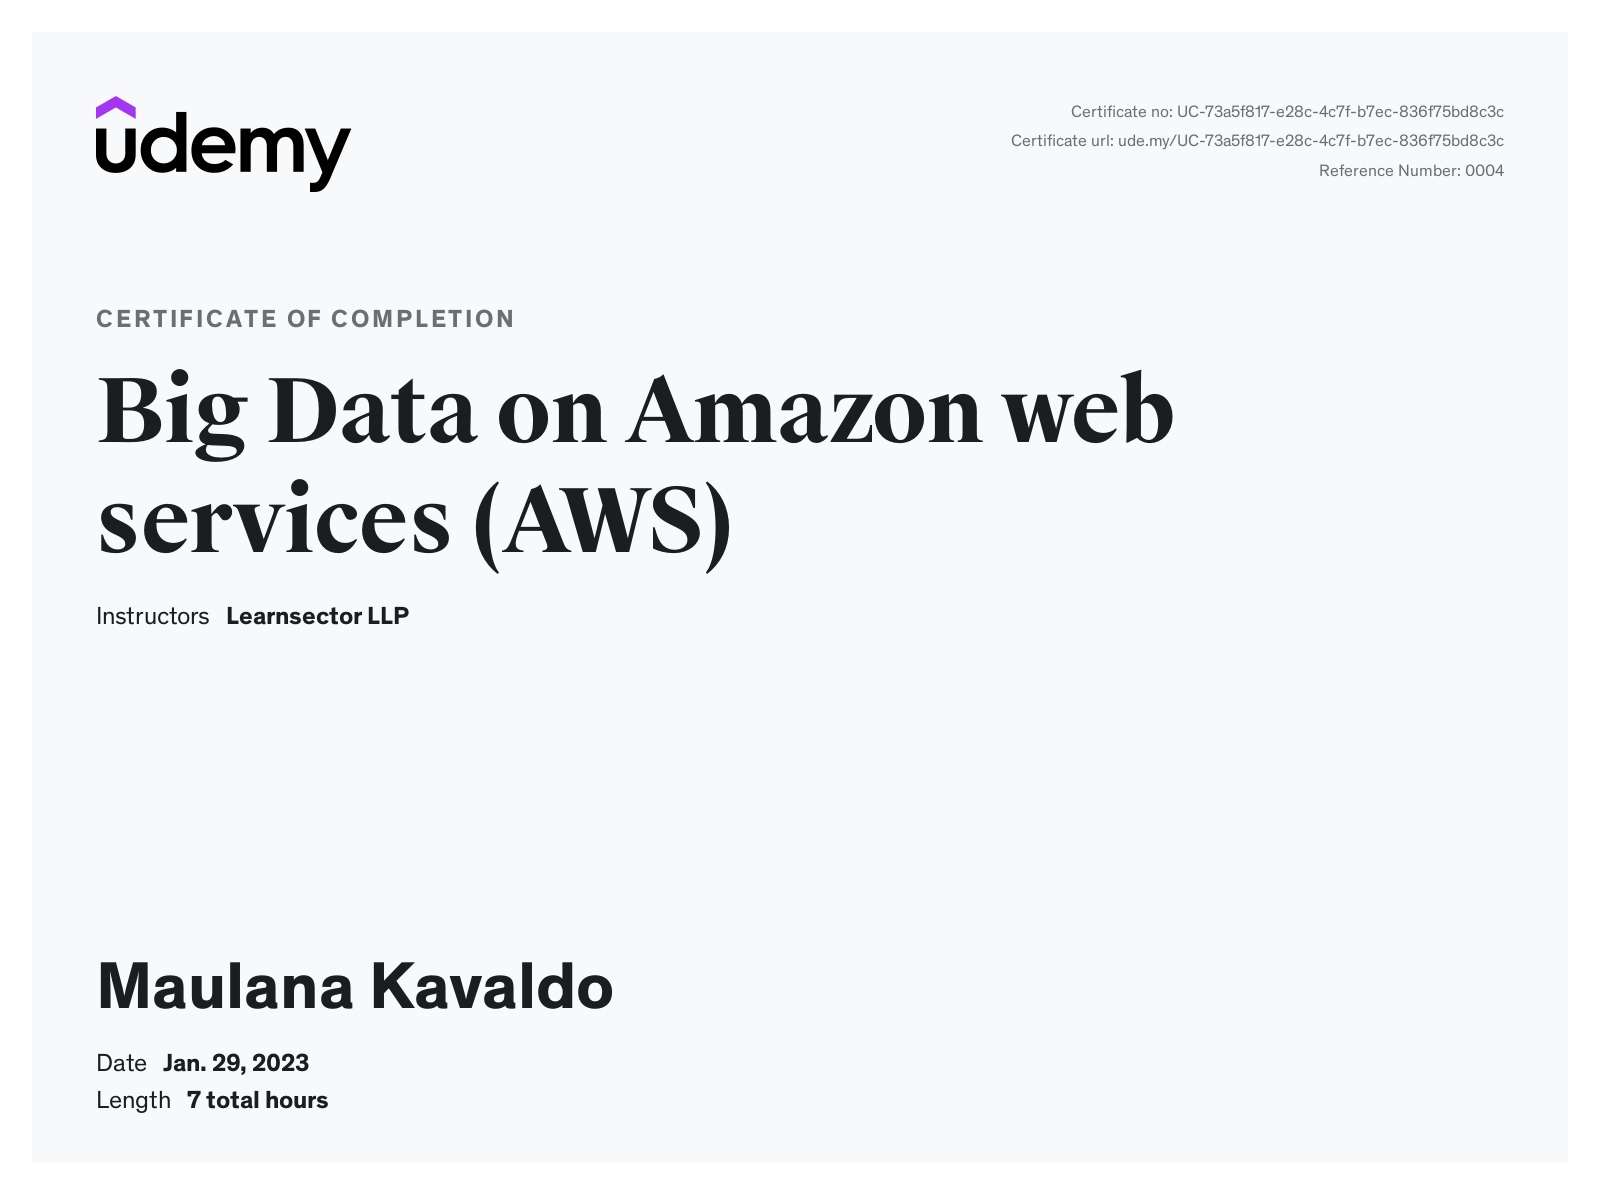 udemy
Certificate no: UC-73a5f817-e28c-4c7f-b7ec-836f75bd8c3c
Certificate url: ude.my/UC-73a5f817-e28c-4c7f-b7ec-836f75bd8c3c
Reference Number: 0004
CERTIFICATE OF COMPLETION
Big Data on Amazon web
services (AWS)
Instructors Learnsector LLP
Maulana Kavaldo
Date Jan. 29, 2023
Length 7 total hours